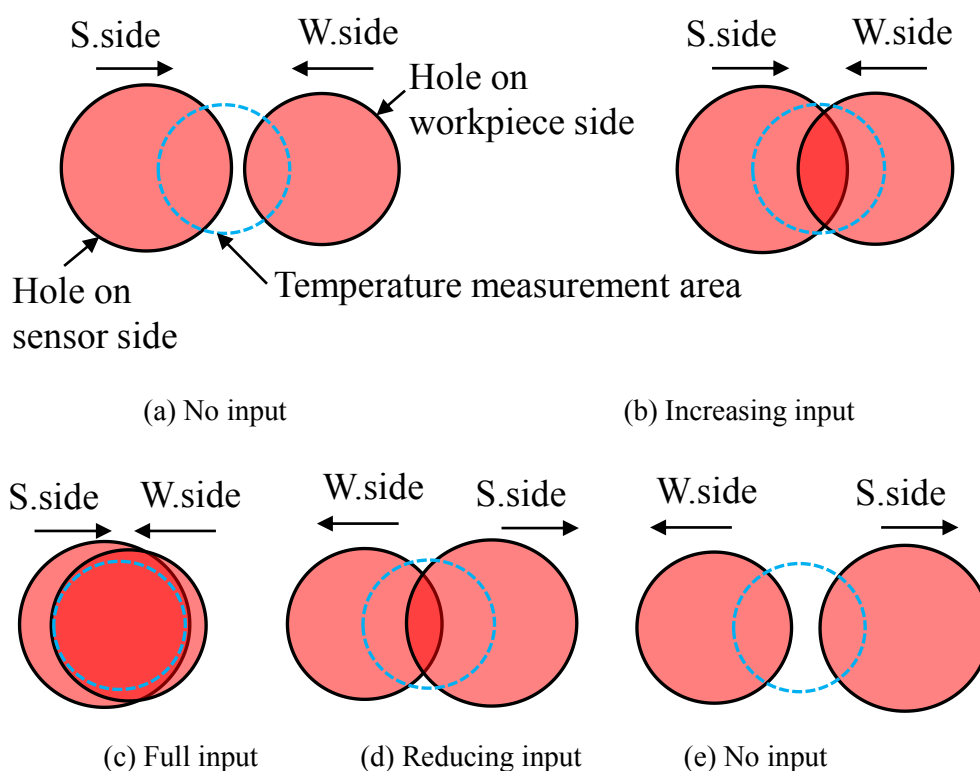 S.side
W.side
Hole on
workpiece side
Hole on
sensor side
Temperature measurement area
(a) No input
S.side
W.side
(b) Increasing input
S.side
W.side
(c) Full input
W.side
S.side
(d) Reducing input
W.side
S.side
(e) No input